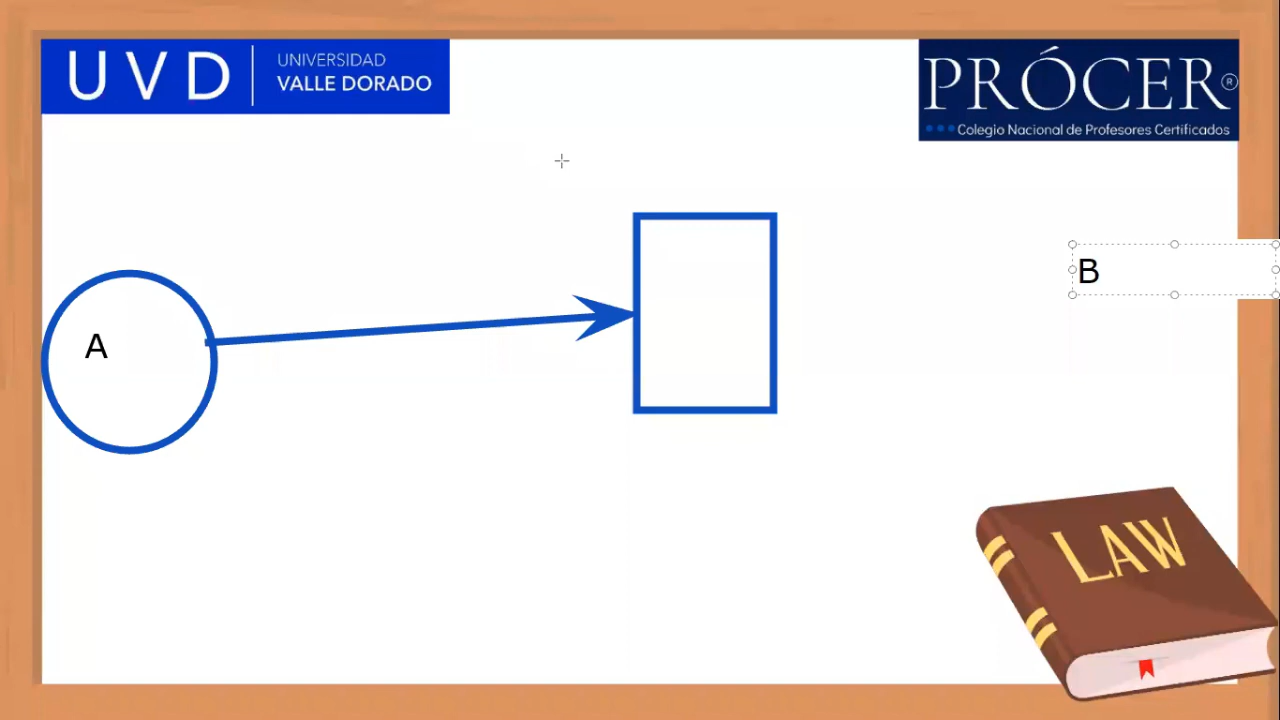 UVD
UNIVERSIDAD
VALLE DORADO
PRÓCER®
Colegio Nacional de Profesores Certificados
B
A
LAW